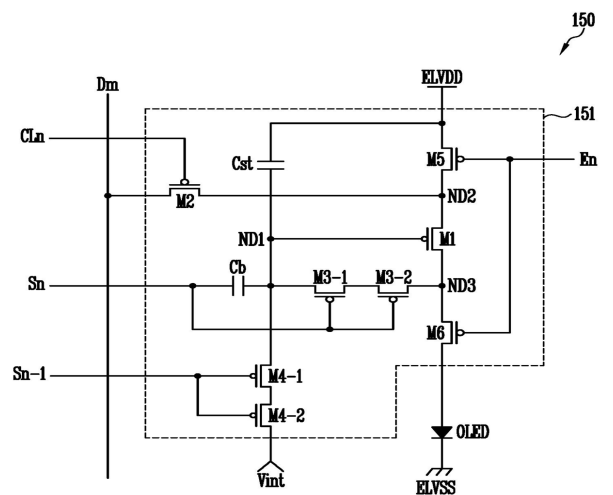 150
Dm
ELVDD
151
CLn
Cst
M5
En
M2
ND2
ND1
M1
Cb
M3-1
M3-2
Sn
ND3
M6
Sn-1
M4-1
M4-2
OLED
Vint
ELVSS